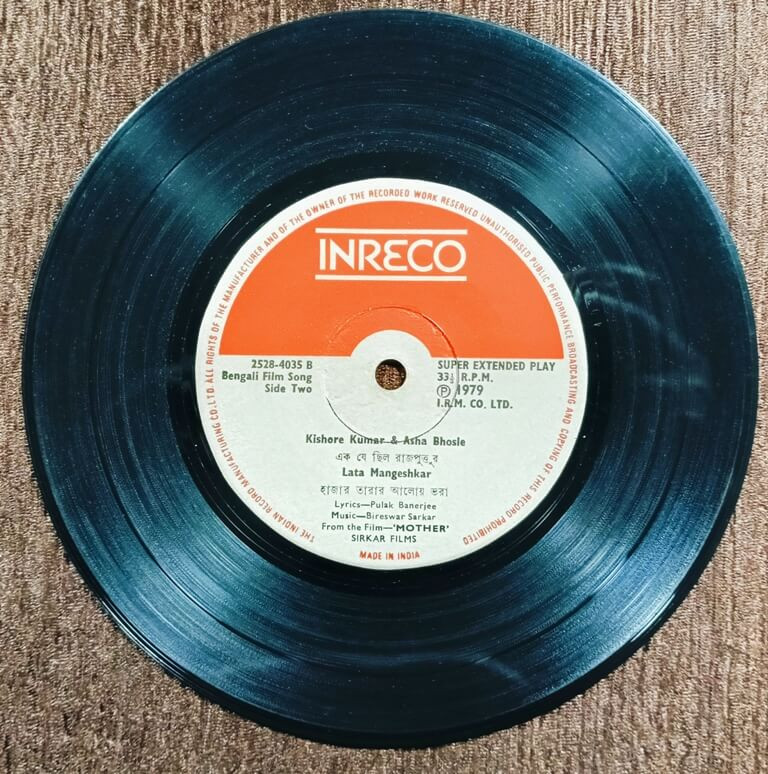 THE INDIAN RECORD MANUFACTURING CO. LTD. ALL RIGHTS OF THE MANUFACTURER AND OF THE OWNER OF THE RECORDED WORK RESERVED UNAUTHORISED PUBLIC PERFORMANCE BROADCASTING AND COPYING OF THIS RECORD PROHIBITED
INRECO
2528-4035 B
Bengali Film Song
Side Two
SUPER EXTENDED PLAY
33⅓ R.P.M.
Ⓟ 1979
I.R.M. CO. LTD.
Kishore Kumar & Asha Bhosle
এক যে ছিল রাজপুত্তুর
Lata Mangeshkar
হাজার তারার আলোয় ভরা
Lyrics—Pulak Banerjee
Music—Bireswar Sarkar
From the Film—'MOTHER'
SIRKAR FILMS
MADE IN INDIA